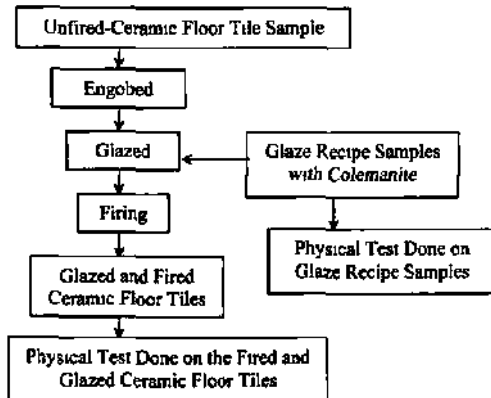 Unfired-Ceramic Floor Tile Sample
Engobed
Glazed
Glaze Recipe Samples
with Colemanite
Firing
Physical Test Done on
Glaze Recipe Samples
Glazed and Fired
Ceramic Floor Tiles
Physical Test Done on the Fired and
Glazed Ceramic Floor Tiles